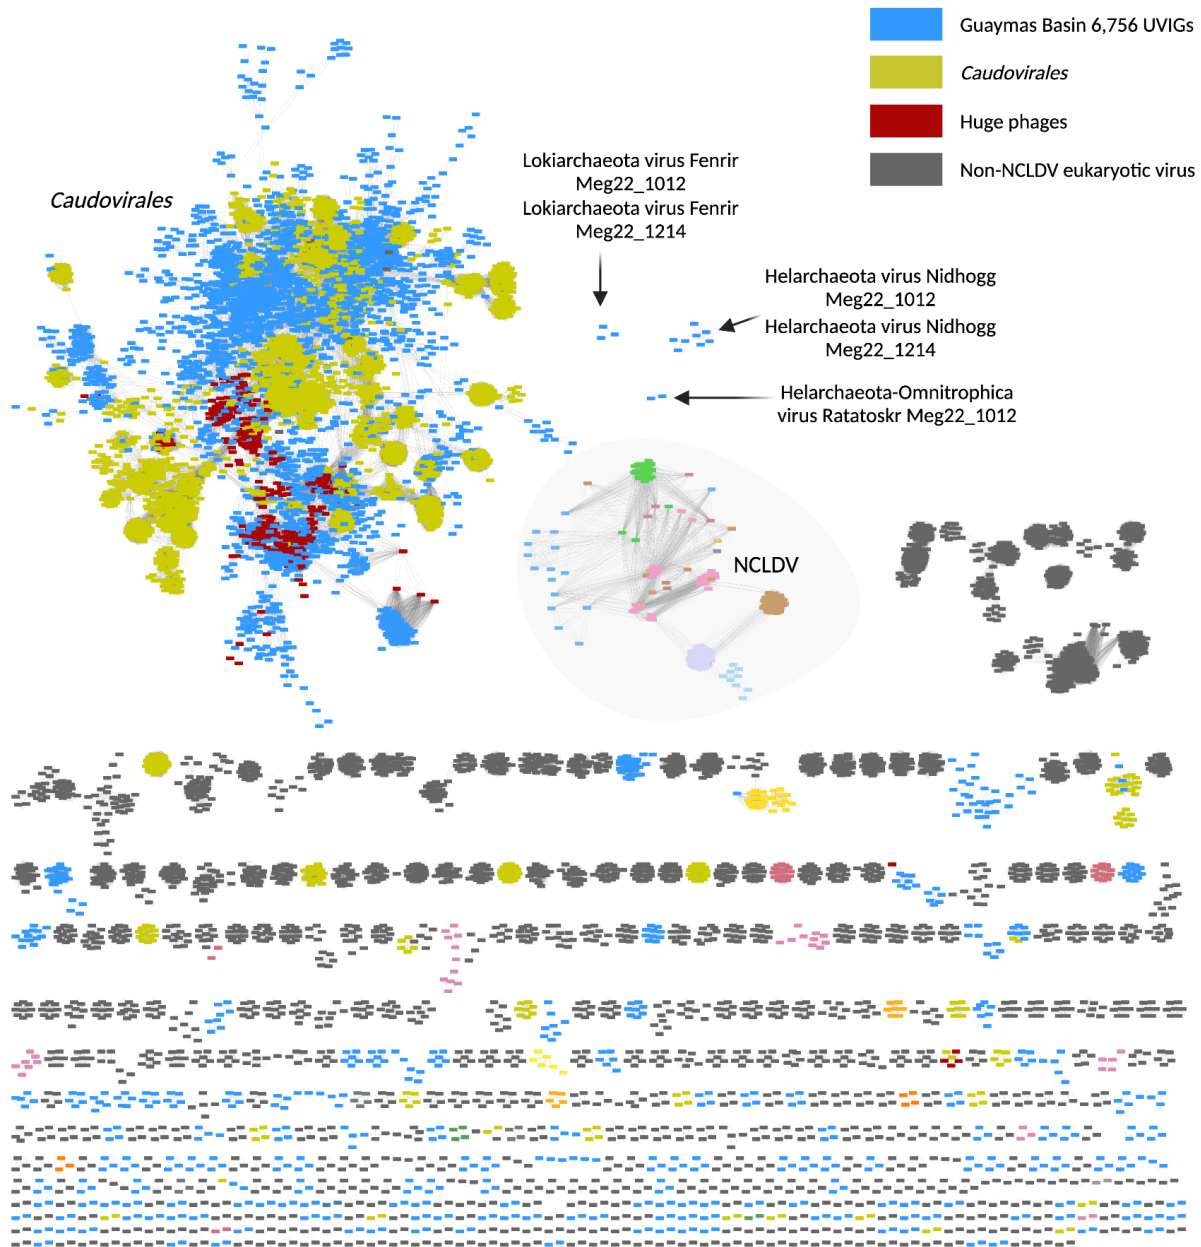 Guaymas Basin 6,756 UVIGs
Caudovirales
Huge phages
Non-NCLDV eukaryotic virus
Caudovirales
Lokiarchaeota virus Fenrir
Meg22_1012
Lokiarchaeota virus Fenrir
Meg22_1214
Helarchaeota virus Nidhogg
Meg22_1012
Helarchaeota virus Nidhogg
Meg22_1214
Helarchaeota-Omnitrophica
virus Ratatoskr Meg22_1012
NCLDV